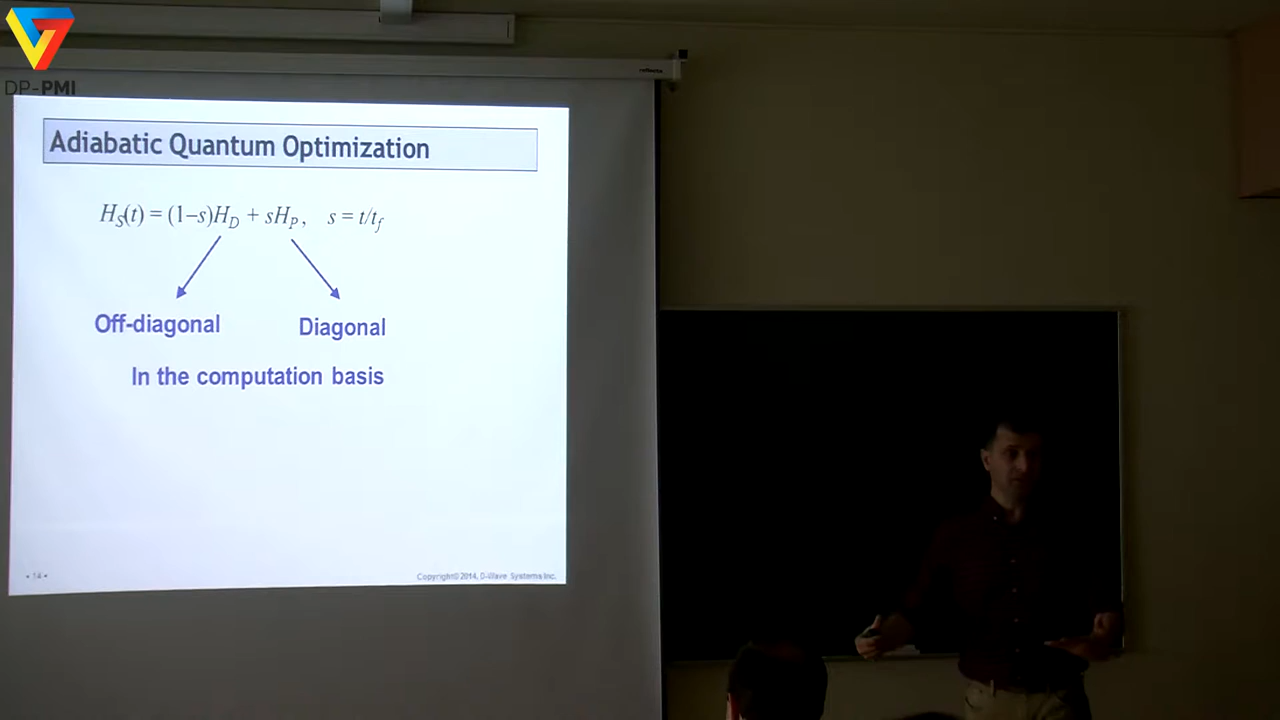 DP-PMI
Adiabatic Quantum Optimization
H_S(t) = (1–s)H_D + sH_P, s = t/t_f
Off-diagonal Diagonal
In the computation basis
• 14 •
Copyright© 2014, D-Wave Systems Inc.